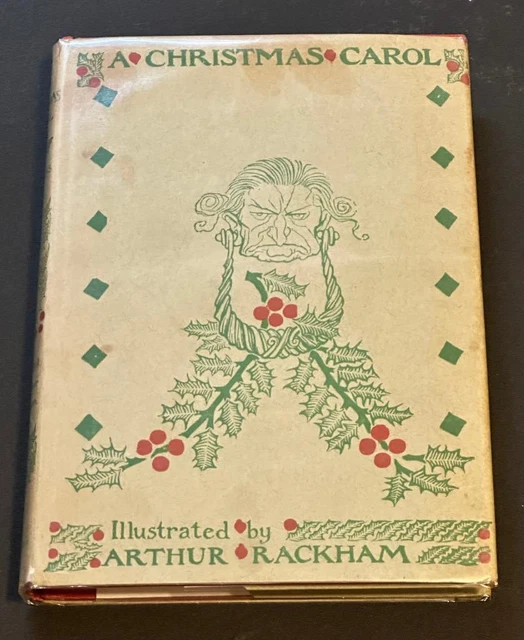 A CHRISTMAS CAROL
Illustrated by
ARTHUR RACKHAM